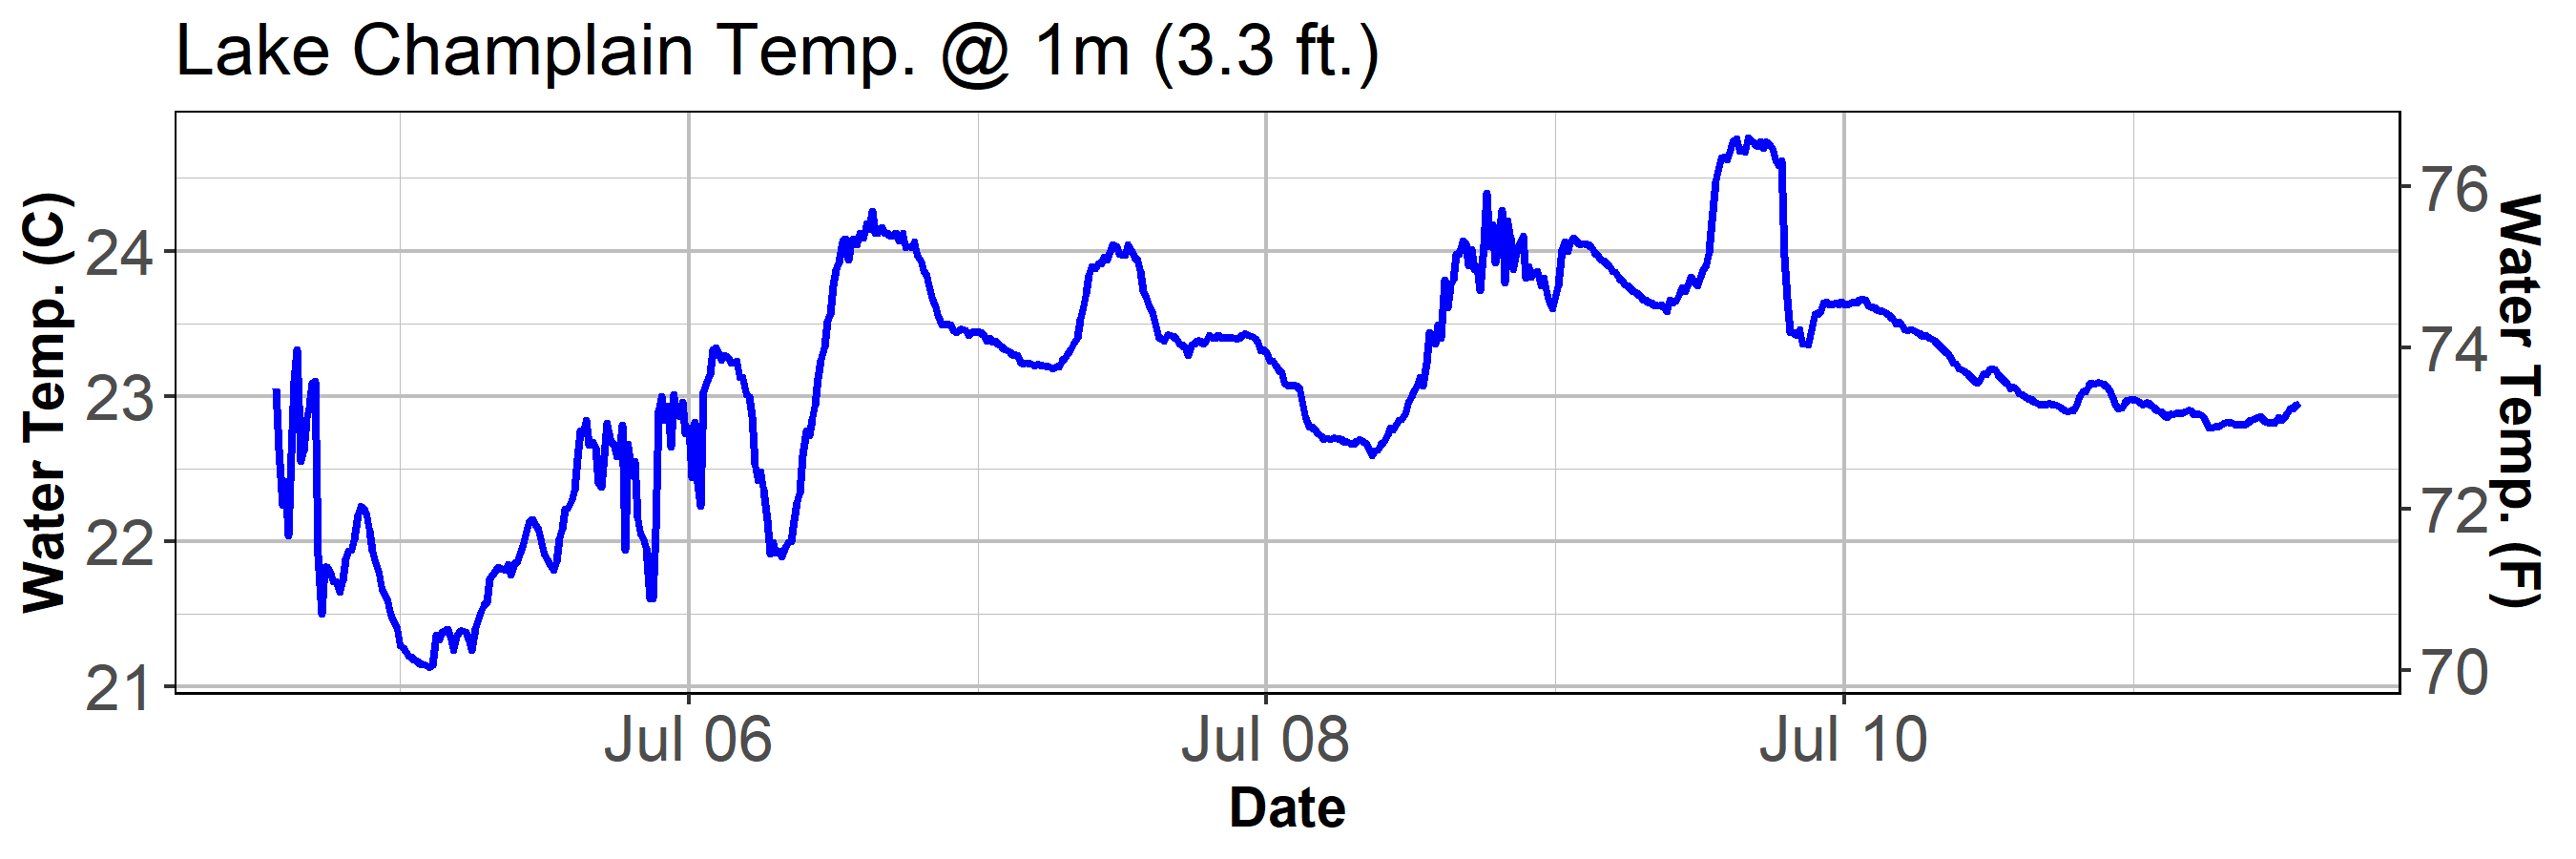 Lake Champlain Temp. @ 1m (3.3 ft.)
Water Temp. (C)
24
23
22
21
76
74
72
70
Water Temp. (F)
Jul 06 Jul 08 Jul 10
Date